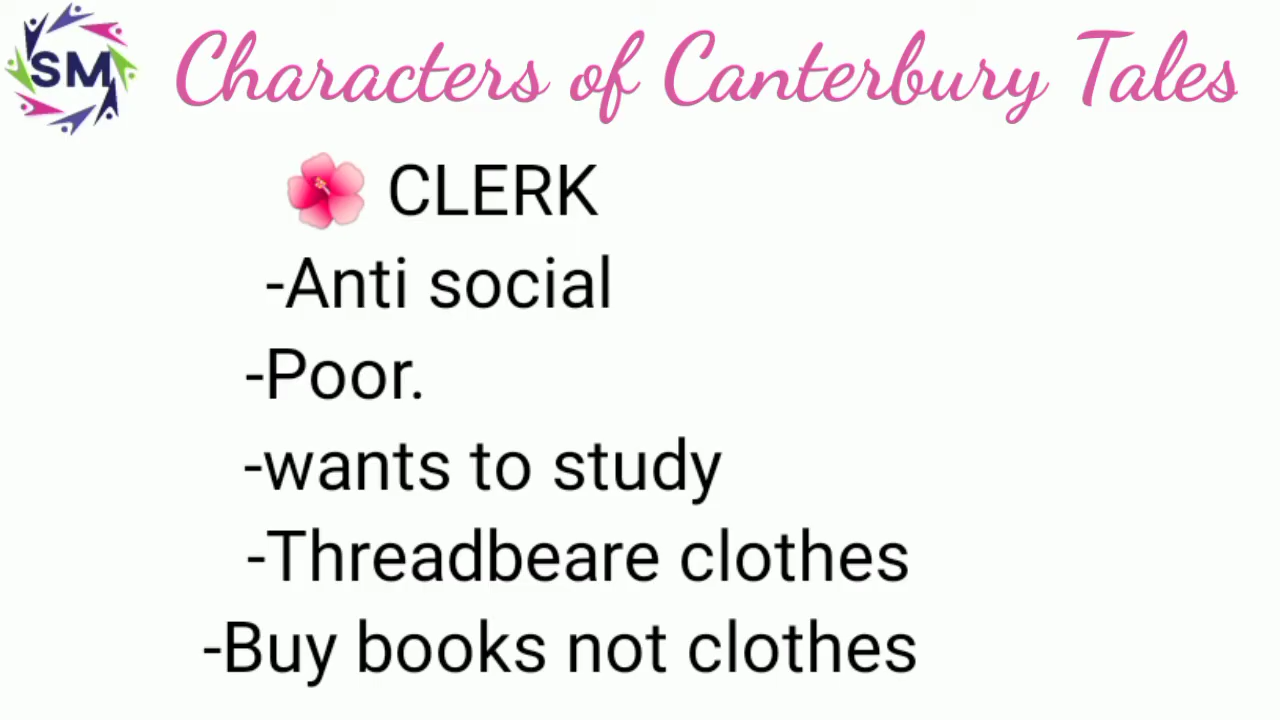 SM
Characters of Canterbury Tales
CLERK
-Anti social
-Poor.
-wants to study
-Threadbeare clothes
-Buy books not clothes